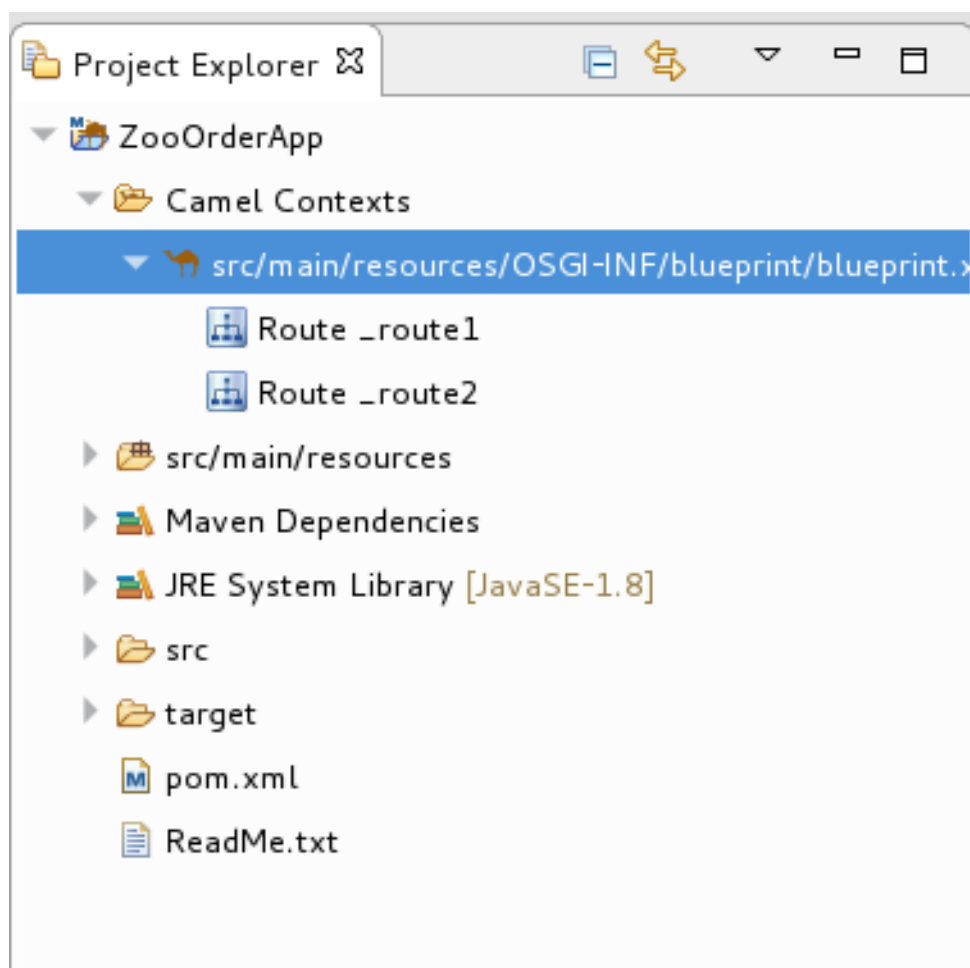 Project Explorer
ZooOrderApp
Camel Contexts
src/main/resources/OSGI-INF/blueprint/blueprint.x
Route _route1
Route _route2
src/main/resources
Maven Dependencies
JRE System Library [JavaSE-1.8]
src
target
pom.xml
ReadMe.txt